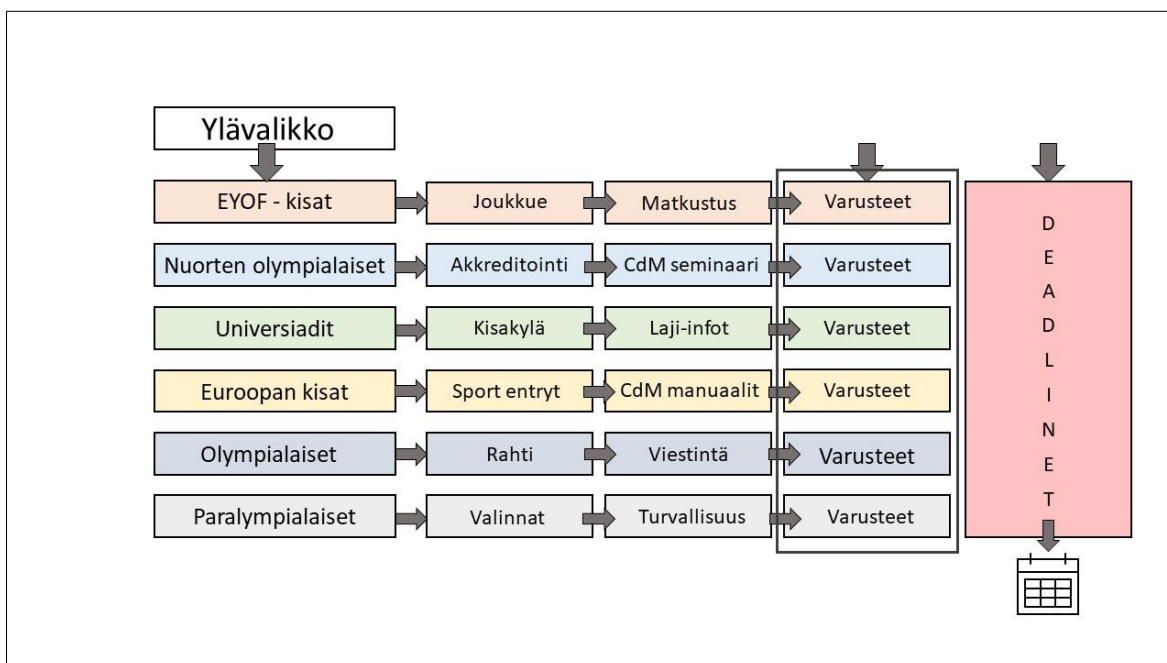 Ylävalikko
EYOF - kisat Joukkue Matkustus Varusteet
Nuorten olympialaiset Akkreditointi CdM seminaari Varusteet
Universiadit Kisakylä Laji-infot Varusteet
Euroopan kisat Sport entryt CdM manuaalit Varusteet
Olympialaiset Rahti Viestintä Varusteet
Paralympialaiset Valinnat Turvallisuus Varusteet
DEADLINET